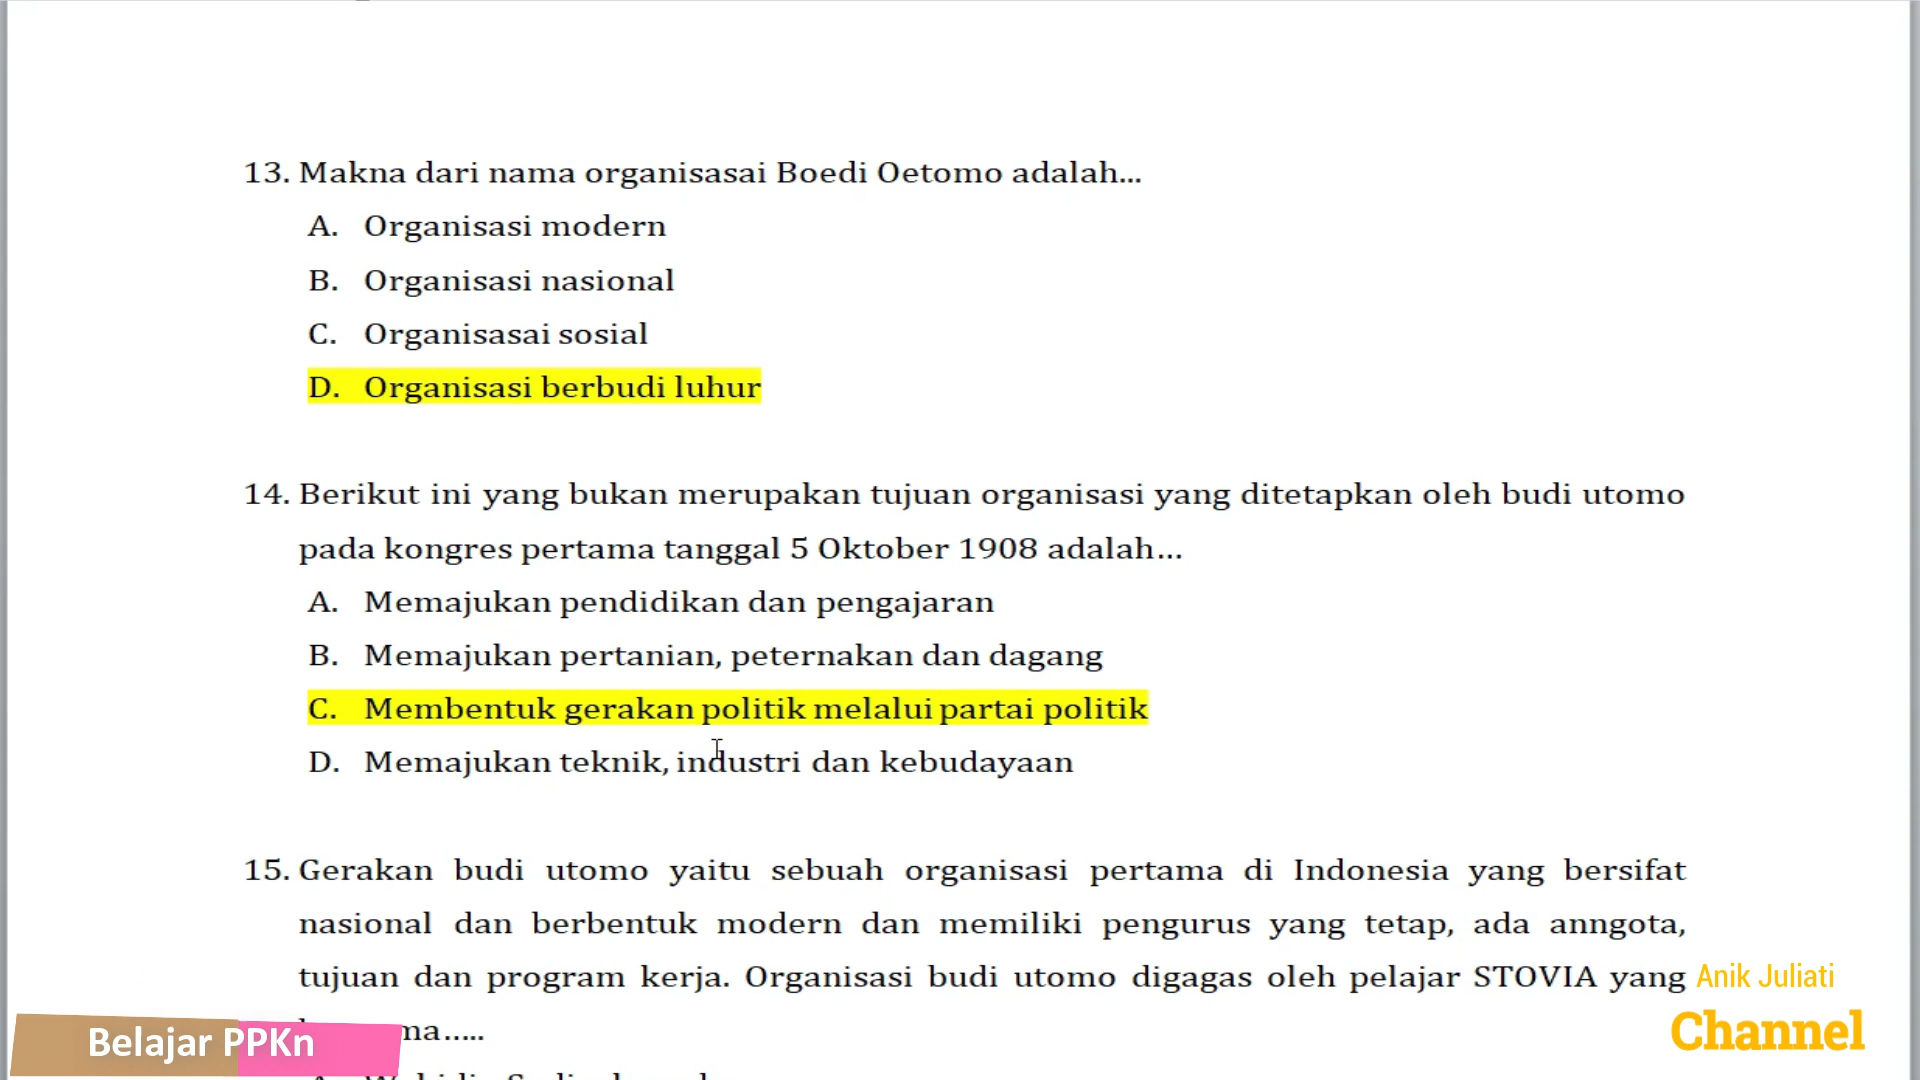 13. Makna dari nama organisasai Boedi Oetomo adalah...
A. Organisasi modern
B. Organisasi nasional
C. Organisasai sosial
D. Organisasi berbudi luhur
14. Berikut ini yang bukan merupakan tujuan organisasi yang ditetapkan oleh budi utomo
pada kongres pertama tanggal 5 Oktober 1908 adalah...
A. Memajukan pendidikan dan pengajaran
B. Memajukan pertanian, peternakan dan dagang
C. Membentuk gerakan politik melalui partai politik
D. Memajukan teknik, industri dan kebudayaan
15. Gerakan budi utomo yaitu sebuah organisasi pertama di Indonesia yang bersifat
nasional dan berbentuk modern dan memiliki pengurus yang tetap, ada anngota,
tujuan dan program kerja. Organisasi budi utomo digagas oleh pelajar STOVIA yang
Anik Juliati
Channel
Belajar PPKn